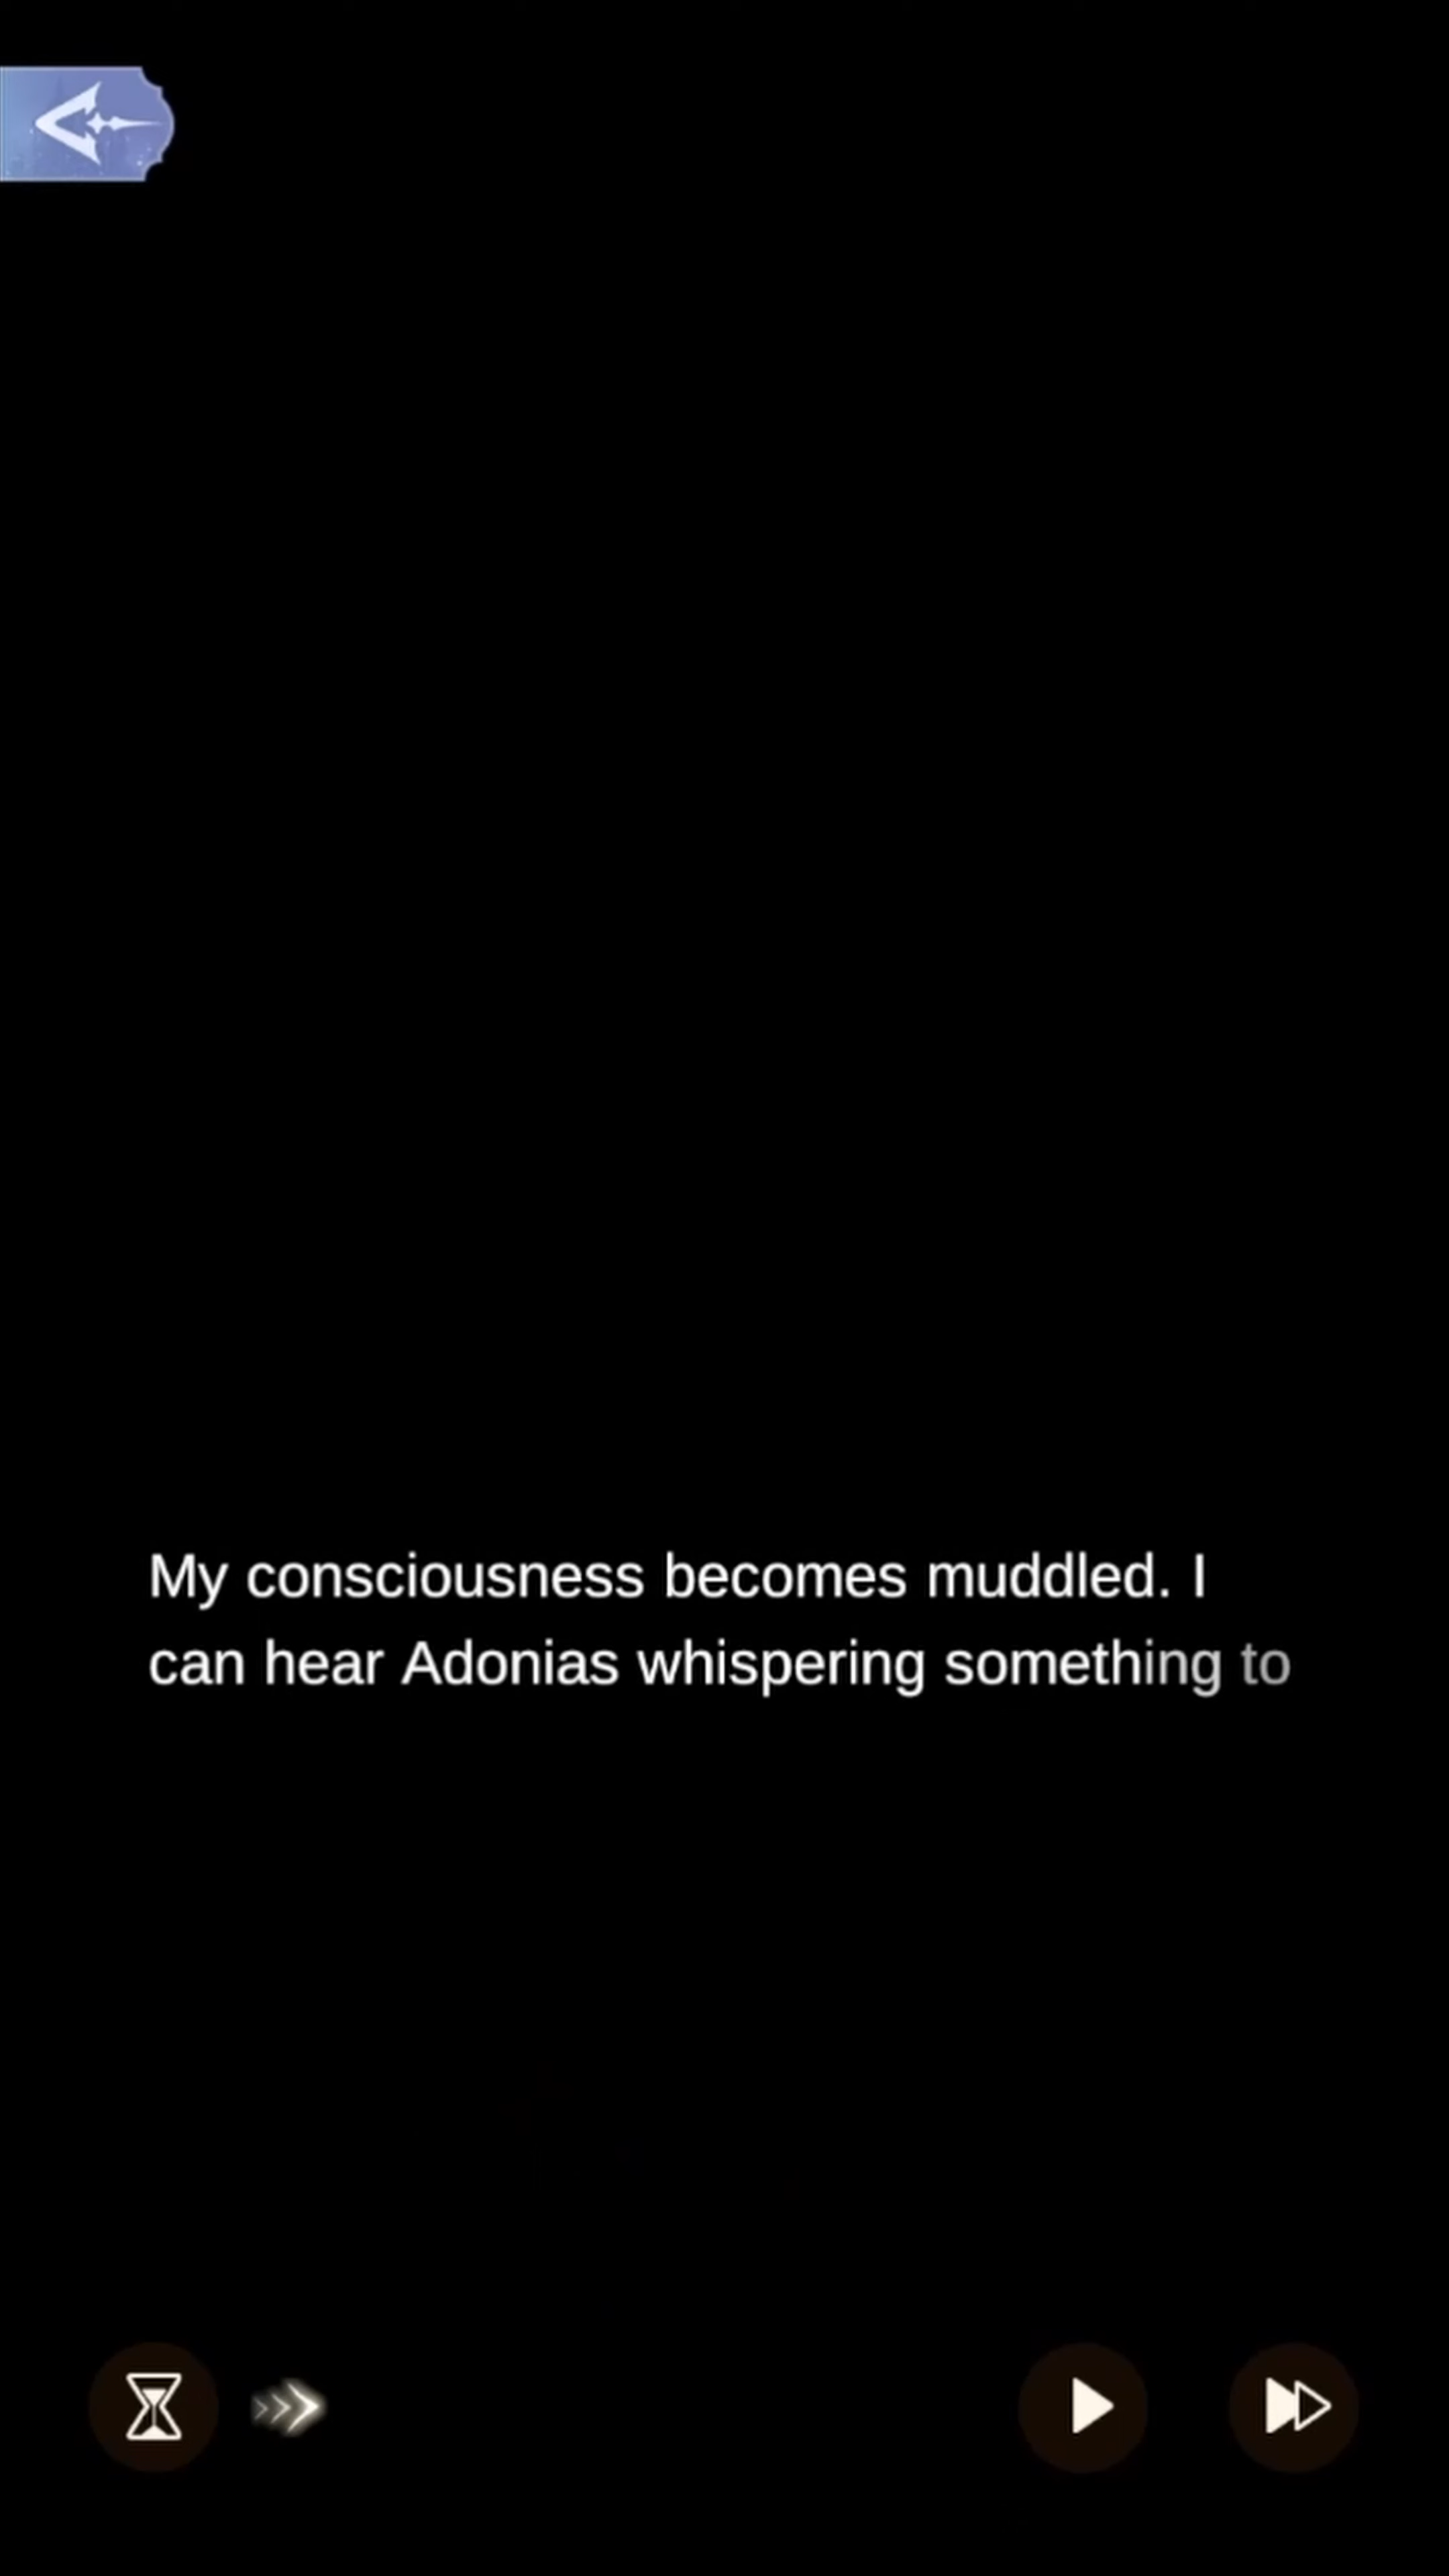 My consciousness becomes muddled. I
can hear Adonias whispering something to